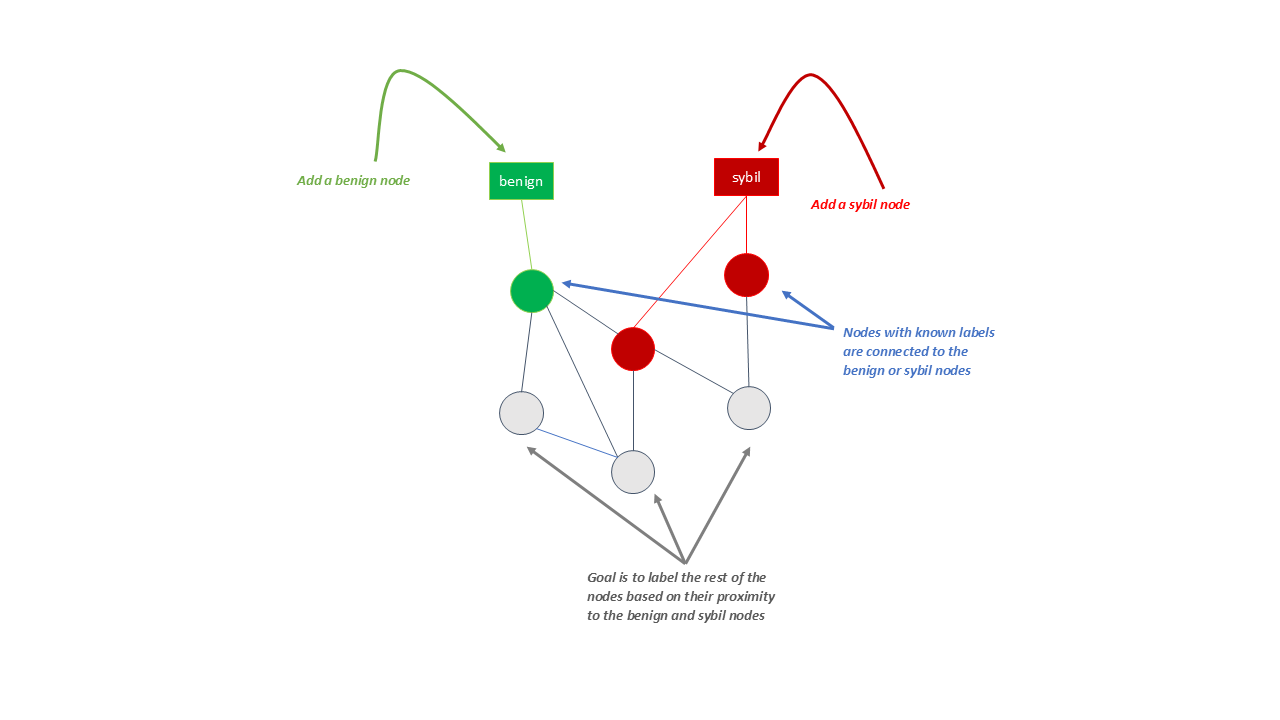 Add a benign node
benign
sybil
Add a sybil node
Nodes with known labels
are connected to the
benign or sybil nodes
Goal is to label the rest of the
nodes based on their proximity
to the benign and sybil nodes